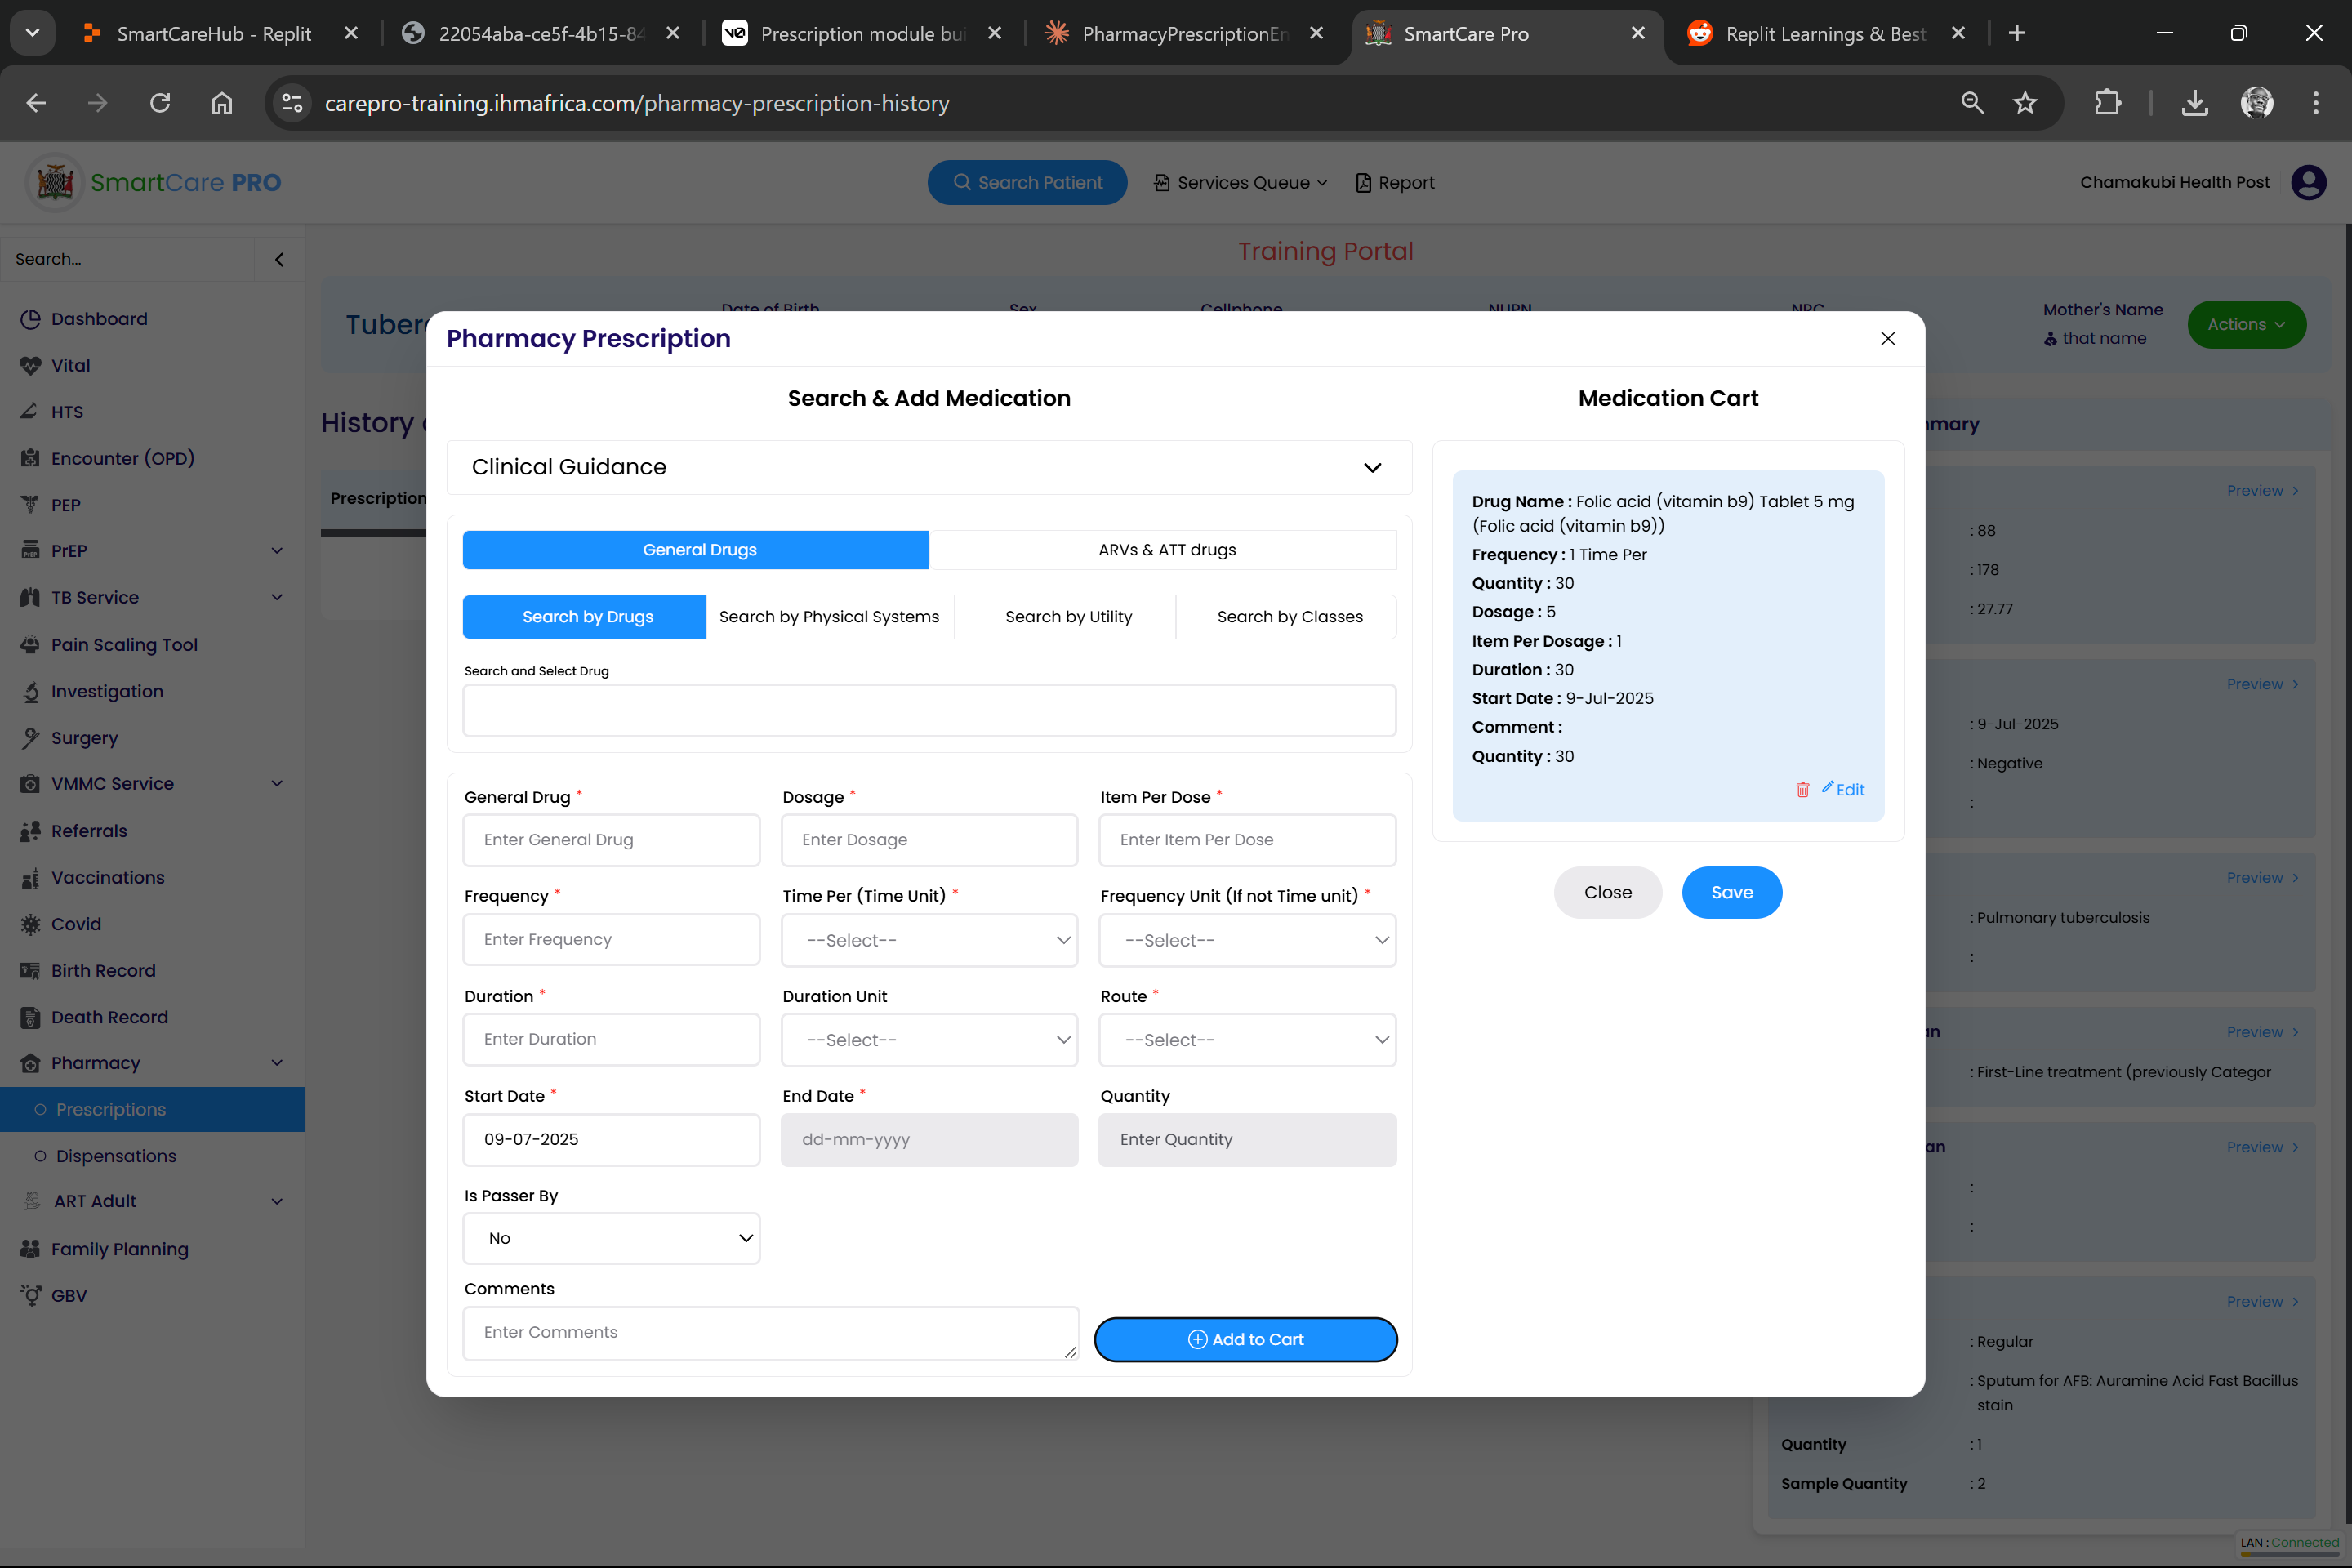 SmartCareHub - Replit
22054aba-ce5f-4b15-84
Prescription module bui
PharmacyPrescriptionEn
SmartCare Pro
Replit Learnings & Best
carepro-training.ihmafrica.com/pharmacy-prescription-history
SmartCare PRO
Search Patient
Services Queue
Report
Chamakubi Health Post
Search...
Training Portal
Dashboard
Vital
HTS
Encounter (OPD)
PEP
PrEP
TB Service
Pain Scaling Tool
Investigation
Surgery
VMMC Service
Referrals
Vaccinations
Covid
Birth Record
Death Record
Pharmacy
Prescriptions
Dispensations
ART Adult
Family Planning
GBV
Tuber
Date of Birth
Sex
Cellphone
NUPN
NRC
Mother's Name
that name
Actions
History
Prescription
Pharmacy Prescription
Search & Add Medication
Clinical Guidance
General Drugs
ARVs & ATT drugs
Search by Drugs
Search by Physical Systems
Search by Utility
Search by Classes
Search and Select Drug
General Drug *
Dosage *
Item Per Dose *
Enter General Drug
Enter Dosage
Enter Item Per Dose
Frequency *
Time Per (Time Unit) *
Frequency Unit (If not Time unit) *
Enter Frequency
--Select--
--Select--
Duration *
Duration Unit
Route *
Enter Duration
--Select--
--Select--
Start Date *
End Date *
Quantity
09-07-2025
dd-mm-yyyy
Enter Quantity
Is Passer By
No
Comments
Enter Comments
Add to Cart
Medication Cart
Drug Name : Folic acid (vitamin b9) Tablet 5 mg
(Folic acid (vitamin b9))
Frequency : 1 Time Per
Quantity : 30
Dosage : 5
Item Per Dosage : 1
Duration : 30
Start Date : 9-Jul-2025
Comment :
Quantity : 30
Edit
Close
Save
mmary
Preview
: 88
: 178
: 27.77
Preview
: 9-Jul-2025
: Negative
:
Preview
: Pulmonary tuberculosis
:
an
Preview
: First-Line treatment (previously Categor
an
Preview
:
:
Preview
: Regular
: Sputum for AFB: Auramine Acid Fast Bacillus
stain
Quantity : 1
Sample Quantity : 2
LAN : Connected